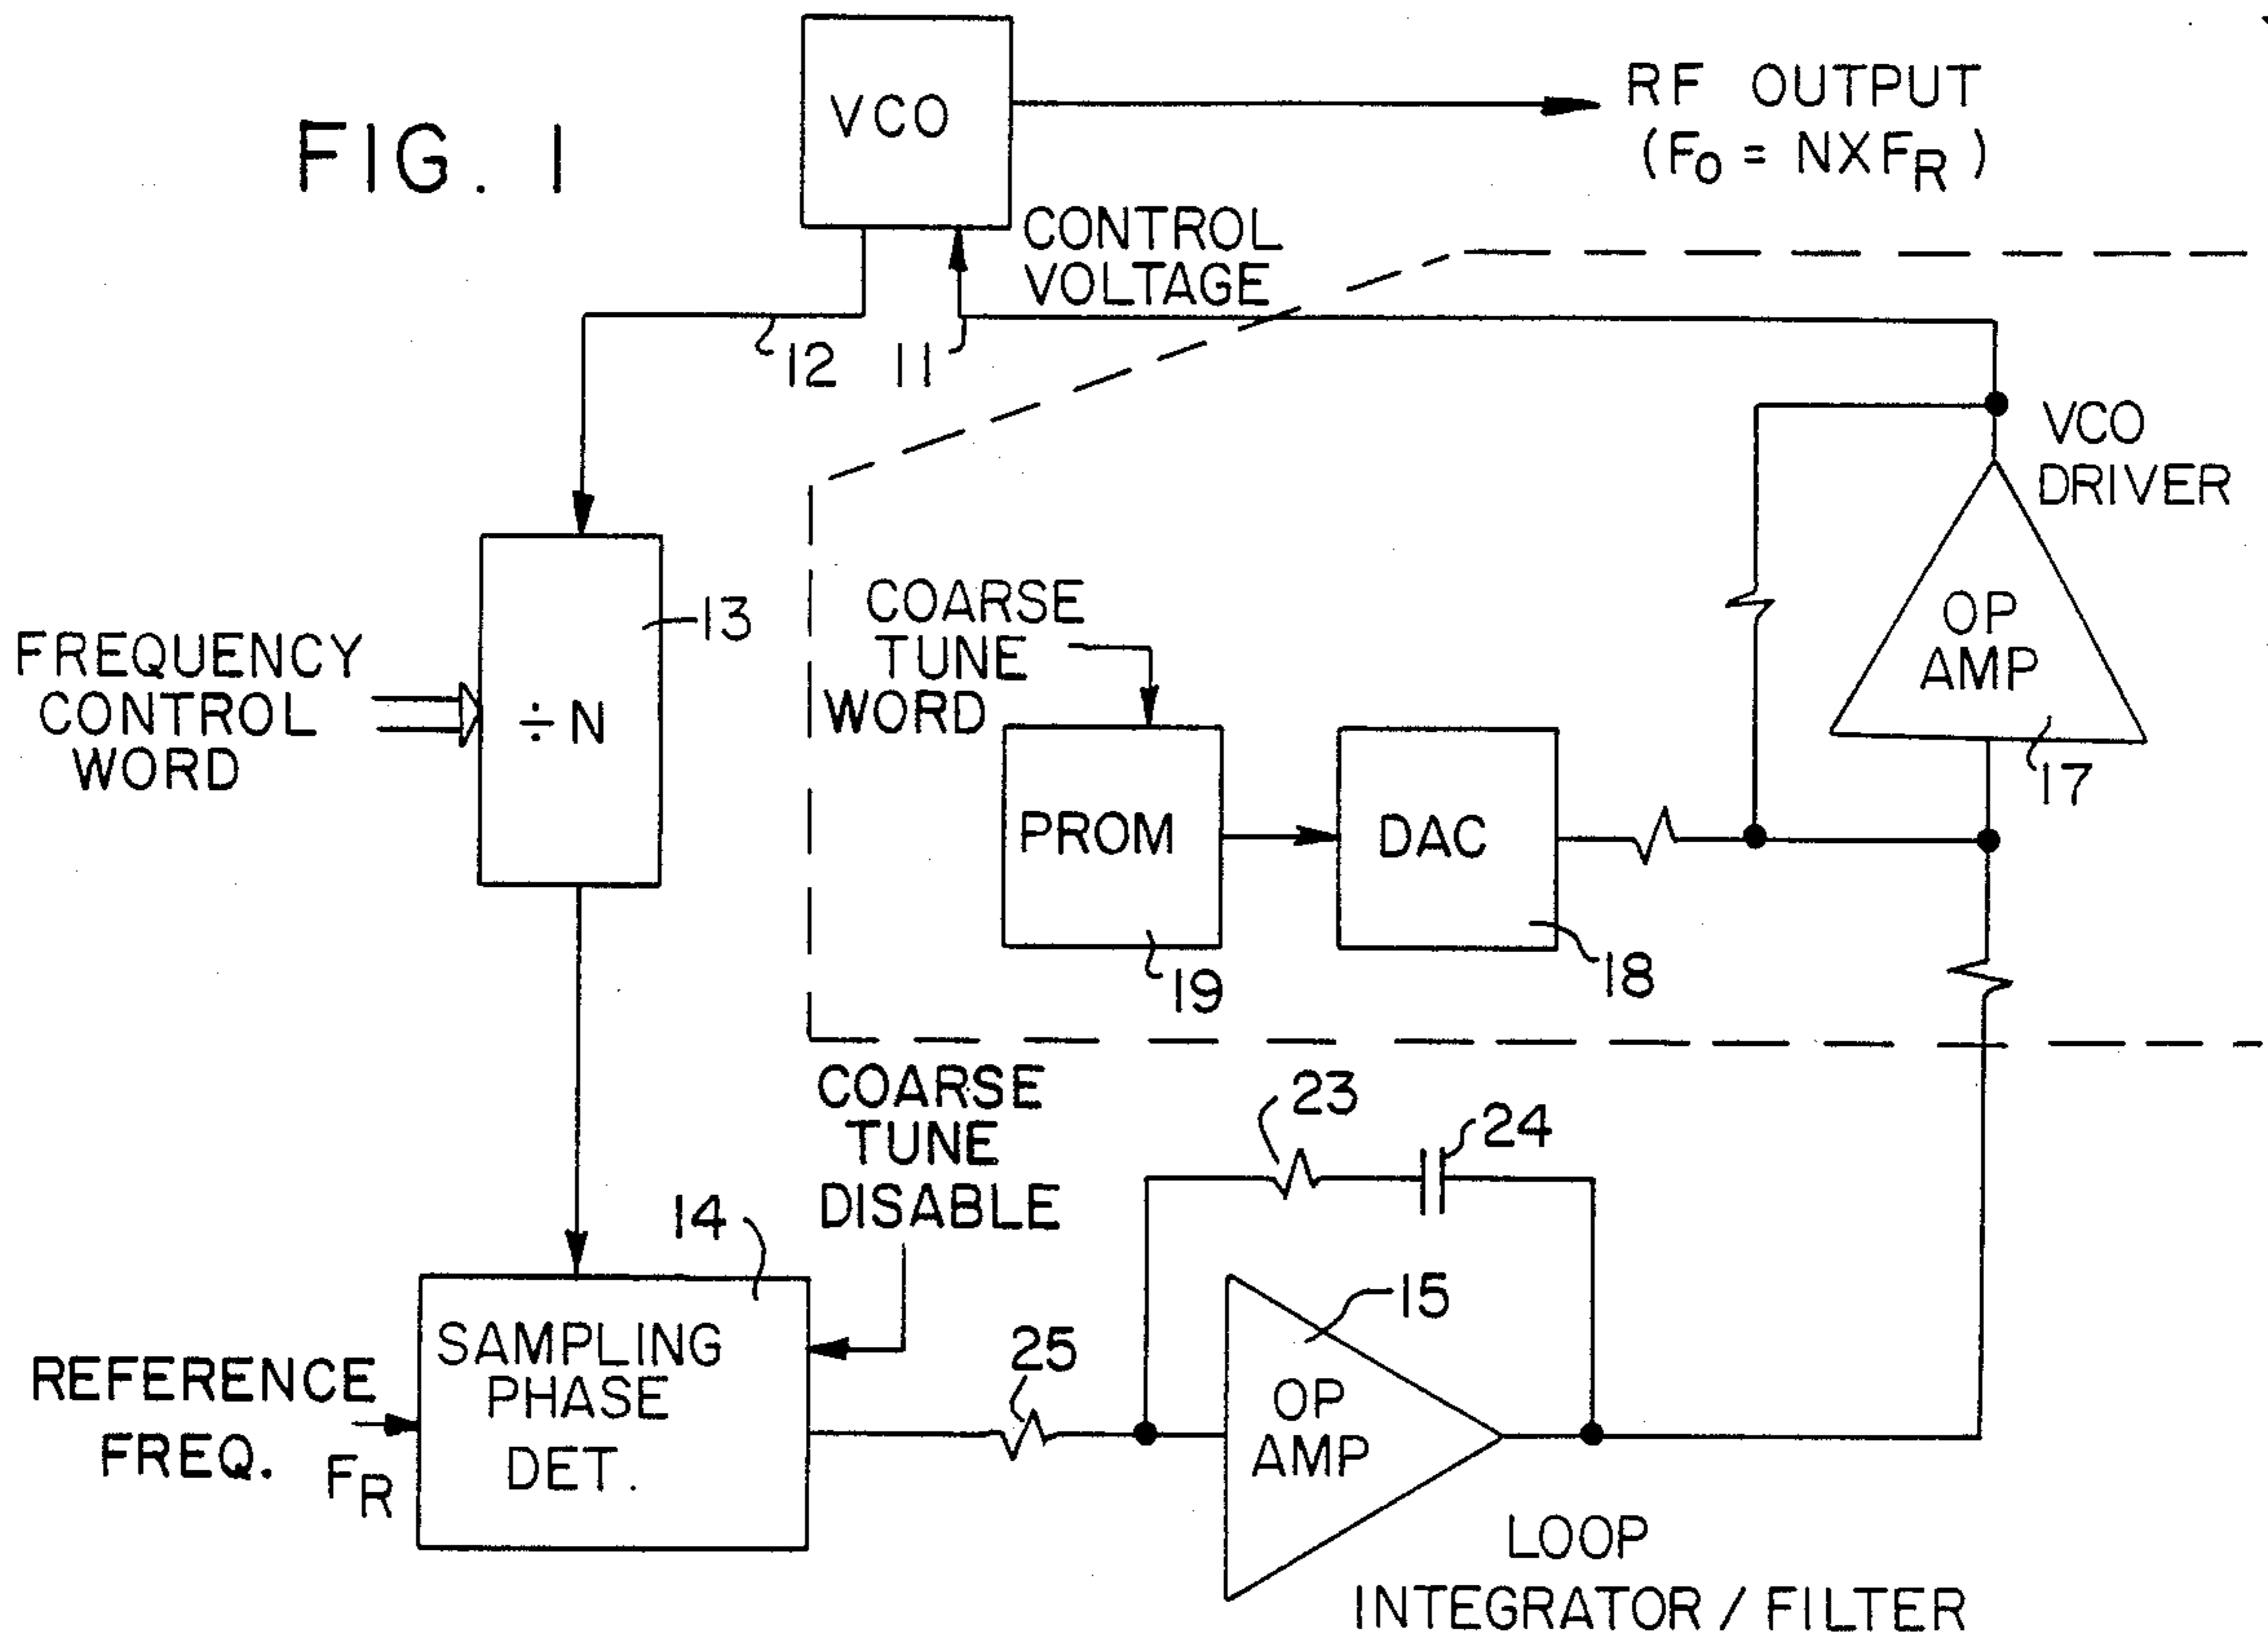 FIG. 1
VCO
RF OUTPUT
(FO = NXFR)
CONTROL
VOLTAGE
12
11
VCO
DRIVER
OP
AMP
17
13
FREQUENCY
CONTROL
WORD
÷N
COARSE
TUNE
WORD
PROM
19
DAC
18
COARSE
TUNE
DISABLE
14
SAMPLING
PHASE
DET.
REFERENCE
FREQ.
FR
25
23
24
15
OP
AMP
LOOP
INTEGRATOR / FILTER